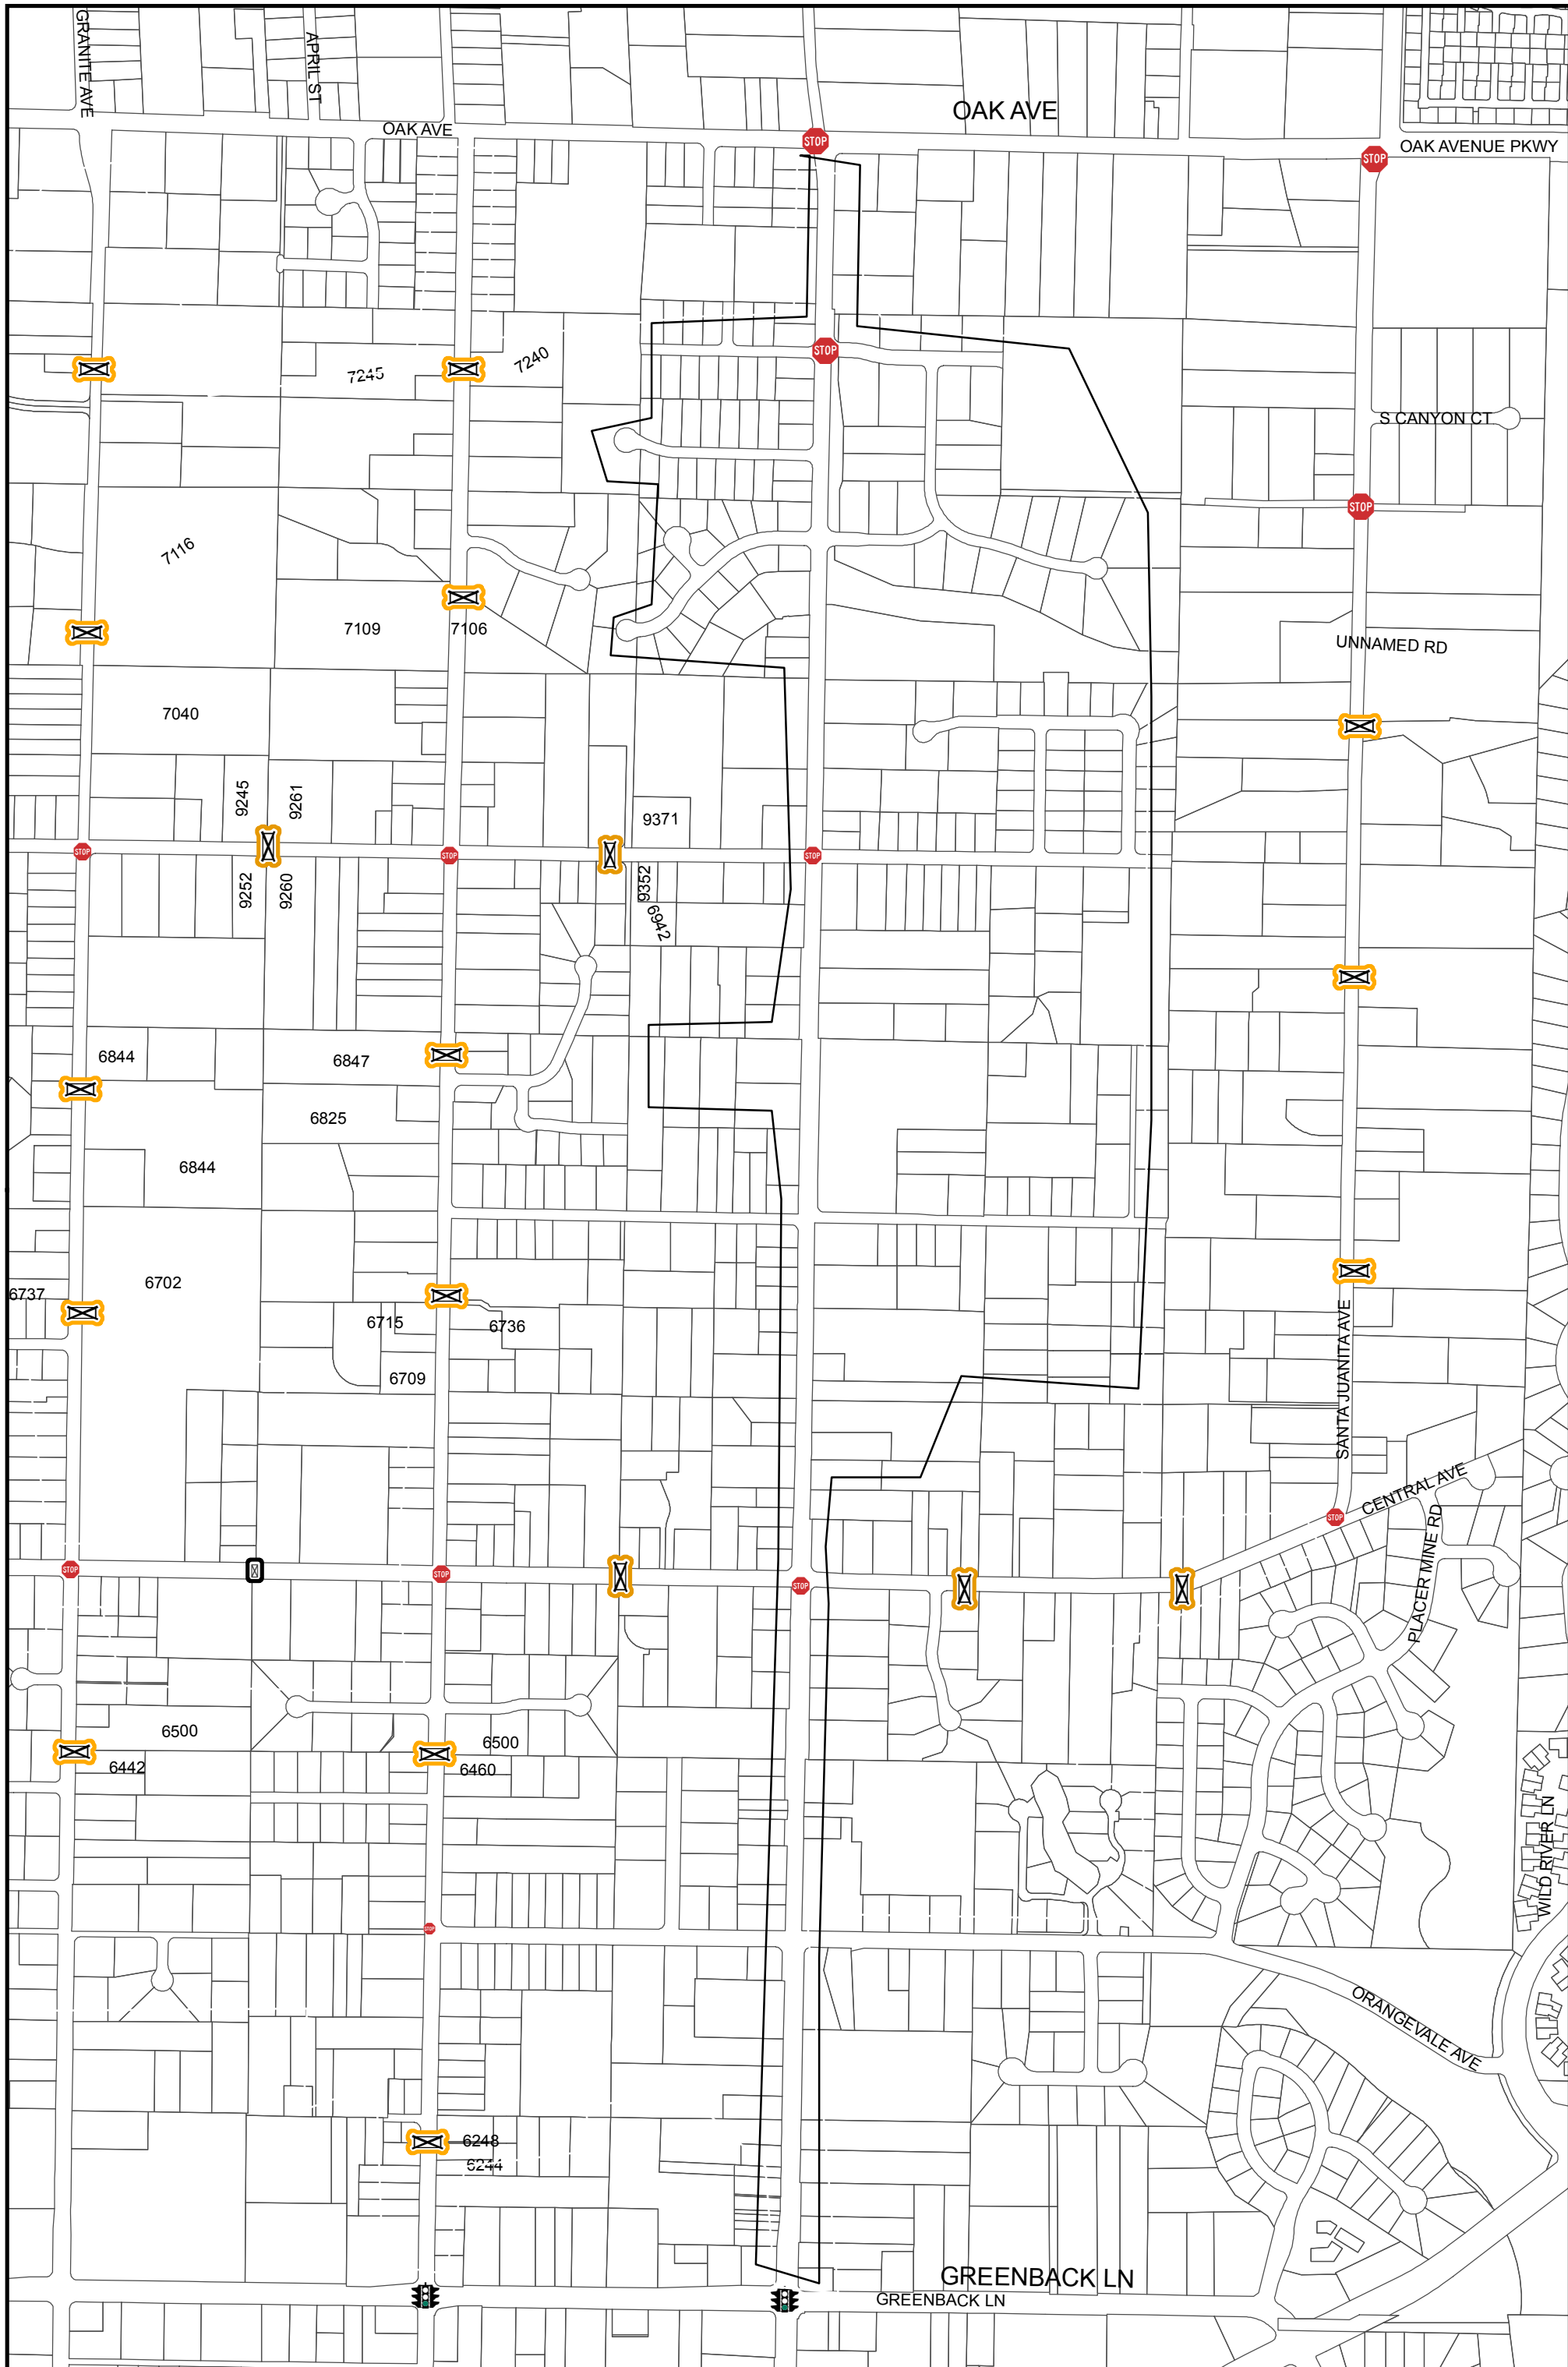 GRANITE AVE
APRIL ST
OAK AVE
OAK AVE
STOP
OAK AVENUE PKWY
STOP
STOP
7240
7245
S CANYON CT
STOP
7116
7109
7106
UNNAMED RD
7040
9245
9261
9371
STOP
STOP
STOP
9252
9260
9352
6942
6844
6847
6825
6844
6702
6737
6715
6736
6709
SANTA JUANITA AVE
CENTRAL AVE
PLACER MINE RD
STOP
STOP
STOP
STOP
6500
6500
6442
6460
WILD RIVER LN
STOP
ORANGEVALE AVE
6248
6244
GREENBACK LN
GREENBACK LN